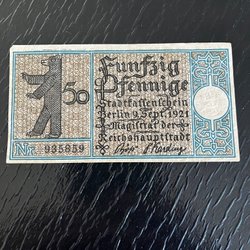 50
Fünfzig
Pfennige
Stadtkassenschein
Berlin 9. Sept. 1921
Magistrat der
Reichshauptstadt
Nr. 935859